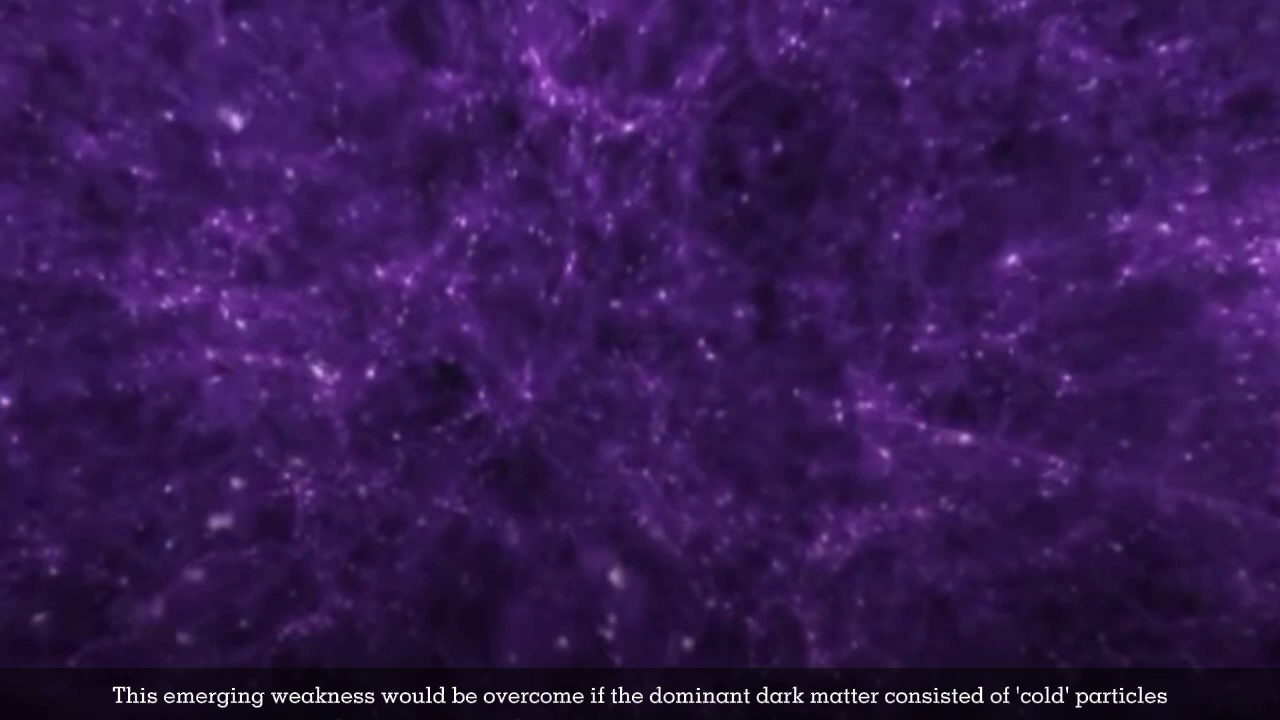 This emerging weakness would be overcome if the dominant dark matter consisted of 'cold' particles